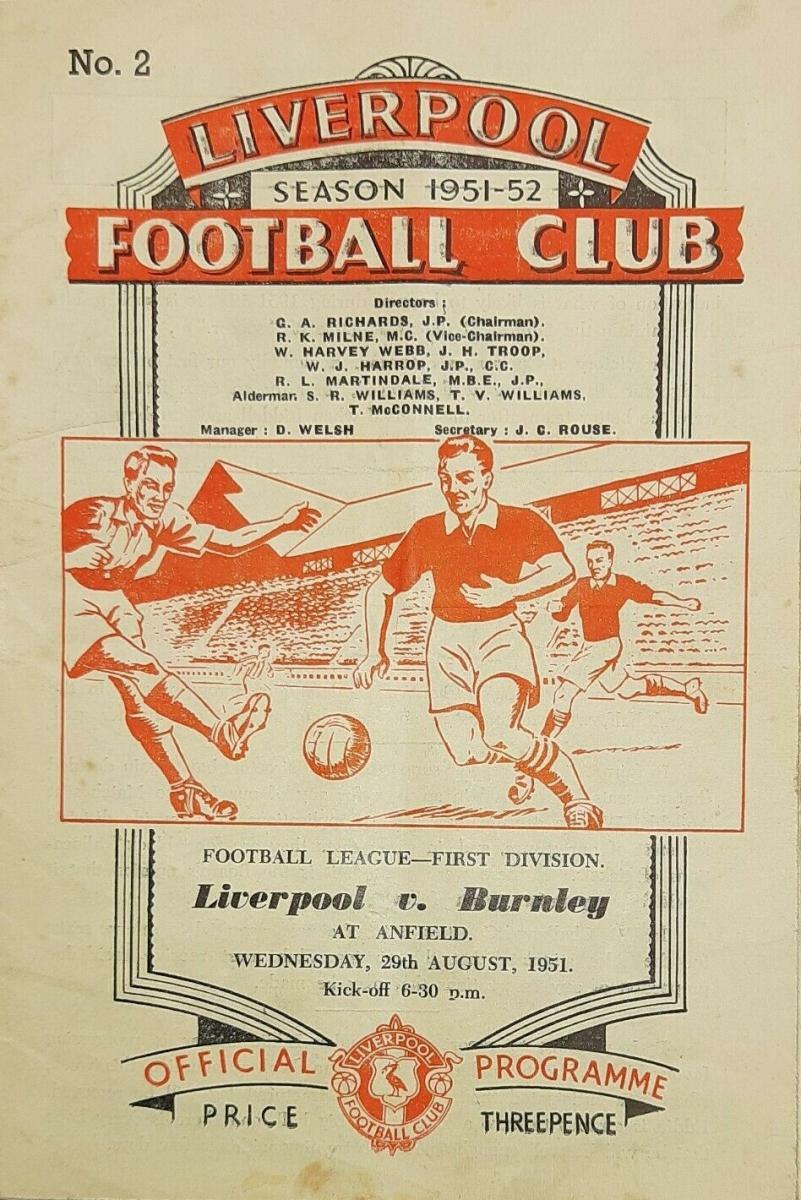 No. 2
LIVERPOOL
SEASON 1951-52
FOOTBALL CLUB
Directors :
G. A. RICHARDS, J.P. (Chairman).
R. K. MILNE, M.C. (Vice-Chairman).
W. HARVEY WEBB, J. H. TROOP,
W. J. HARROP, J.P., C.C.
R. L. MARTINDALE, M.B.E., J.P.,
Alderman S. R. WILLIAMS, T. V. WILLIAMS,
T. McCONNELL.
Manager : D. WELSH Secretary : J. C. ROUSE.
FOOTBALL LEAGUE—FIRST DIVISION.
Liverpool v. Burnley
AT ANFIELD.
WEDNESDAY, 29th AUGUST, 1951.
Kick-off 6-30 p.m.
OFFICIAL PROGRAMME
LIVERPOOL
FOOTBALL CLUB
PRICE THREEPENCE